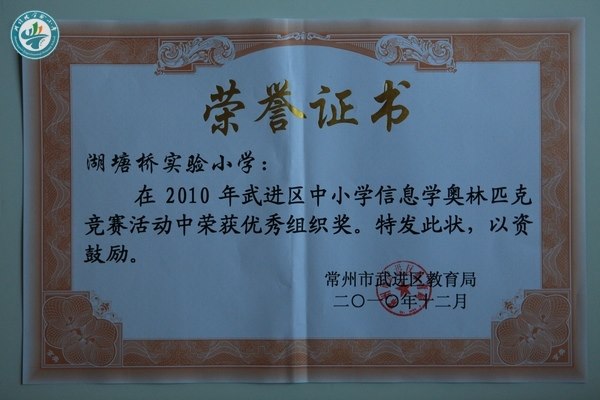 荣誉证书
湖塘桥实验小学：
在 2010 年武进区中小学信息学奥林匹克
竞赛活动中荣获优秀组织奖。特发此状，以资
鼓励。
常州市武进区教育局
二〇一〇年十二月